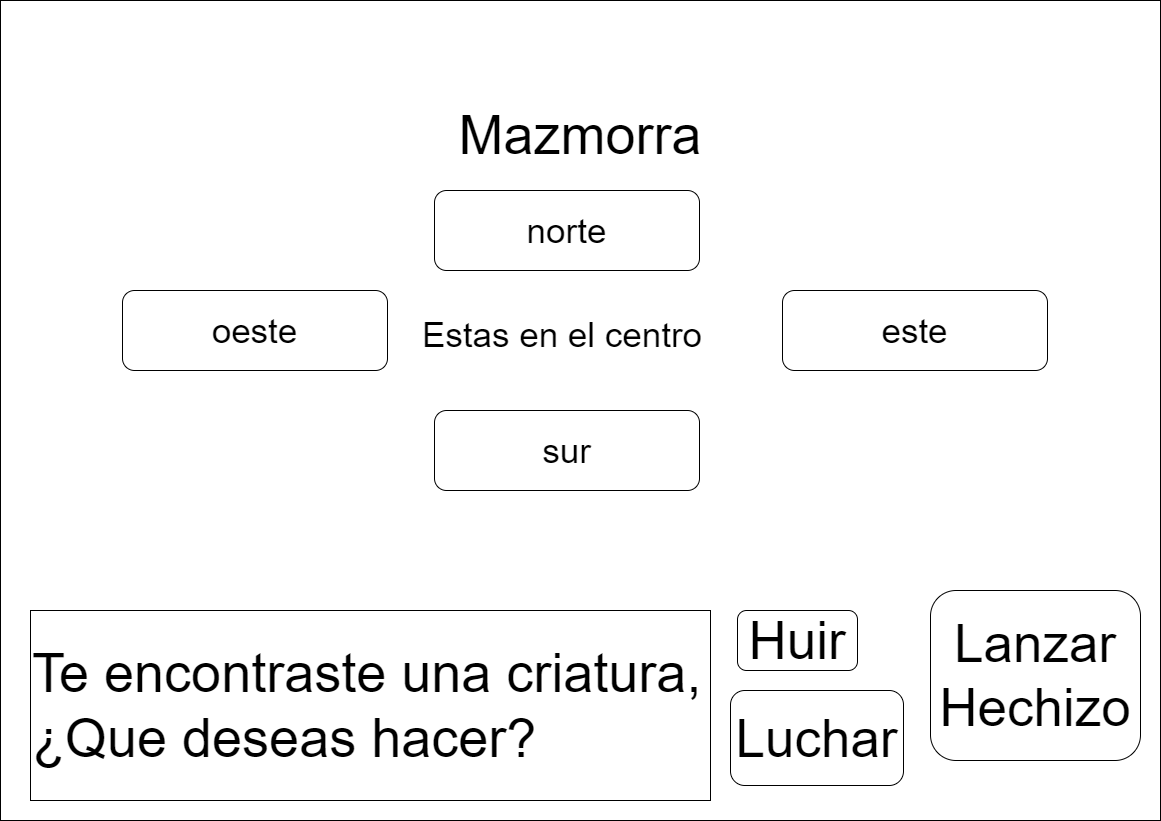 Mazmorra
norte
oeste
Estas en el centro
este
sur
Te encontraste una criatura,
¿Que deseas hacer?
Huir
Luchar
Lanzar
Hechizo